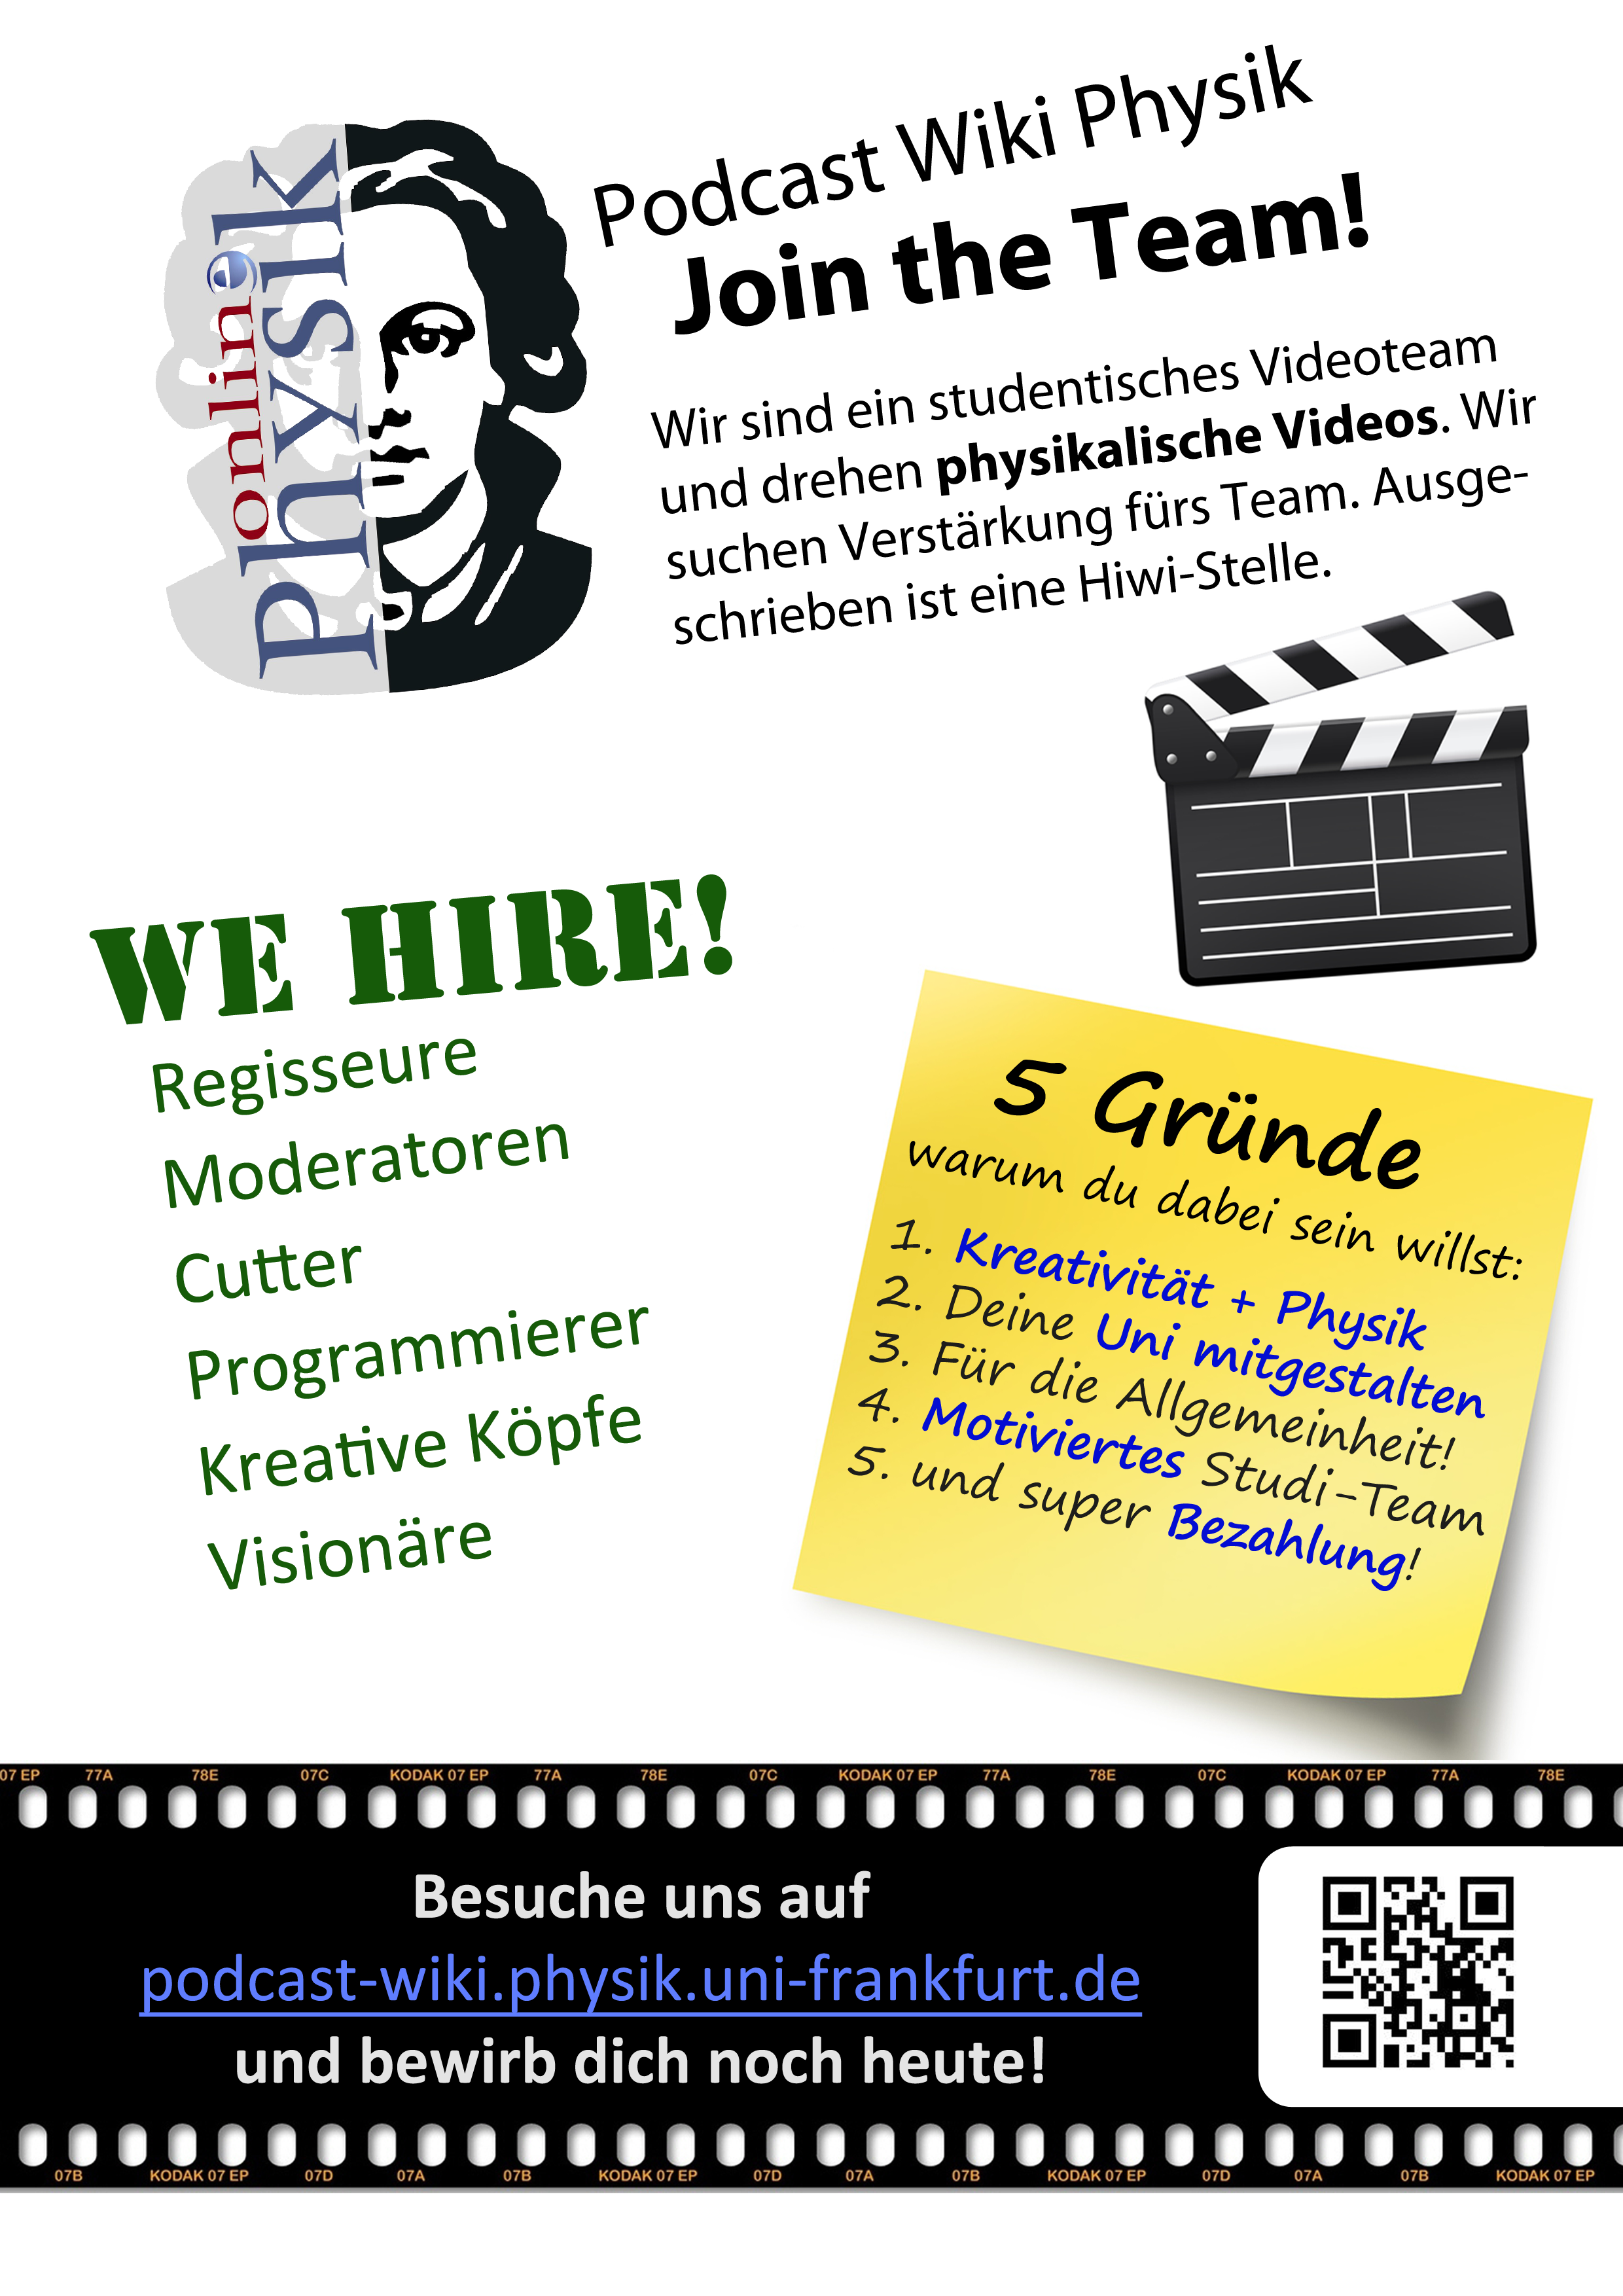 online
Physik
Podcast Wiki Physik
Join the Team!
Wir sind ein studentisches Videoteam
und drehen physikalische Videos. Wir
suchen Verstärkung fürs Team. Ausge-
schrieben ist eine Hiwi-Stelle.
WE HIRE!
Regisseure
Moderatoren
Cutter
Programmierer
Kreative Köpfe
Visionäre
5 Gründe
warum du dabei sein willst:
1. Kreativität + Physik
2. Deine Uni mitgestalten
3. Für die Allgemeinheit!
4. Motiviertes Studi-Team
5. und super Bezahlung!
07 EP 77A 78E 07C KODAK 07 EP 77A 78E 07C KODAK 07 EP 77A 78E 07C KODAK 07 EP 77A 78E
Besuche uns auf
podcast-wiki.physik.uni-frankfurt.de
und bewirb dich noch heute!
07B KODAK 07 EP 07D 07A 07B KODAK 07 EP 07D 07A 07B KODAK 07 EP 07D 07A 07B KODAK 07 EP